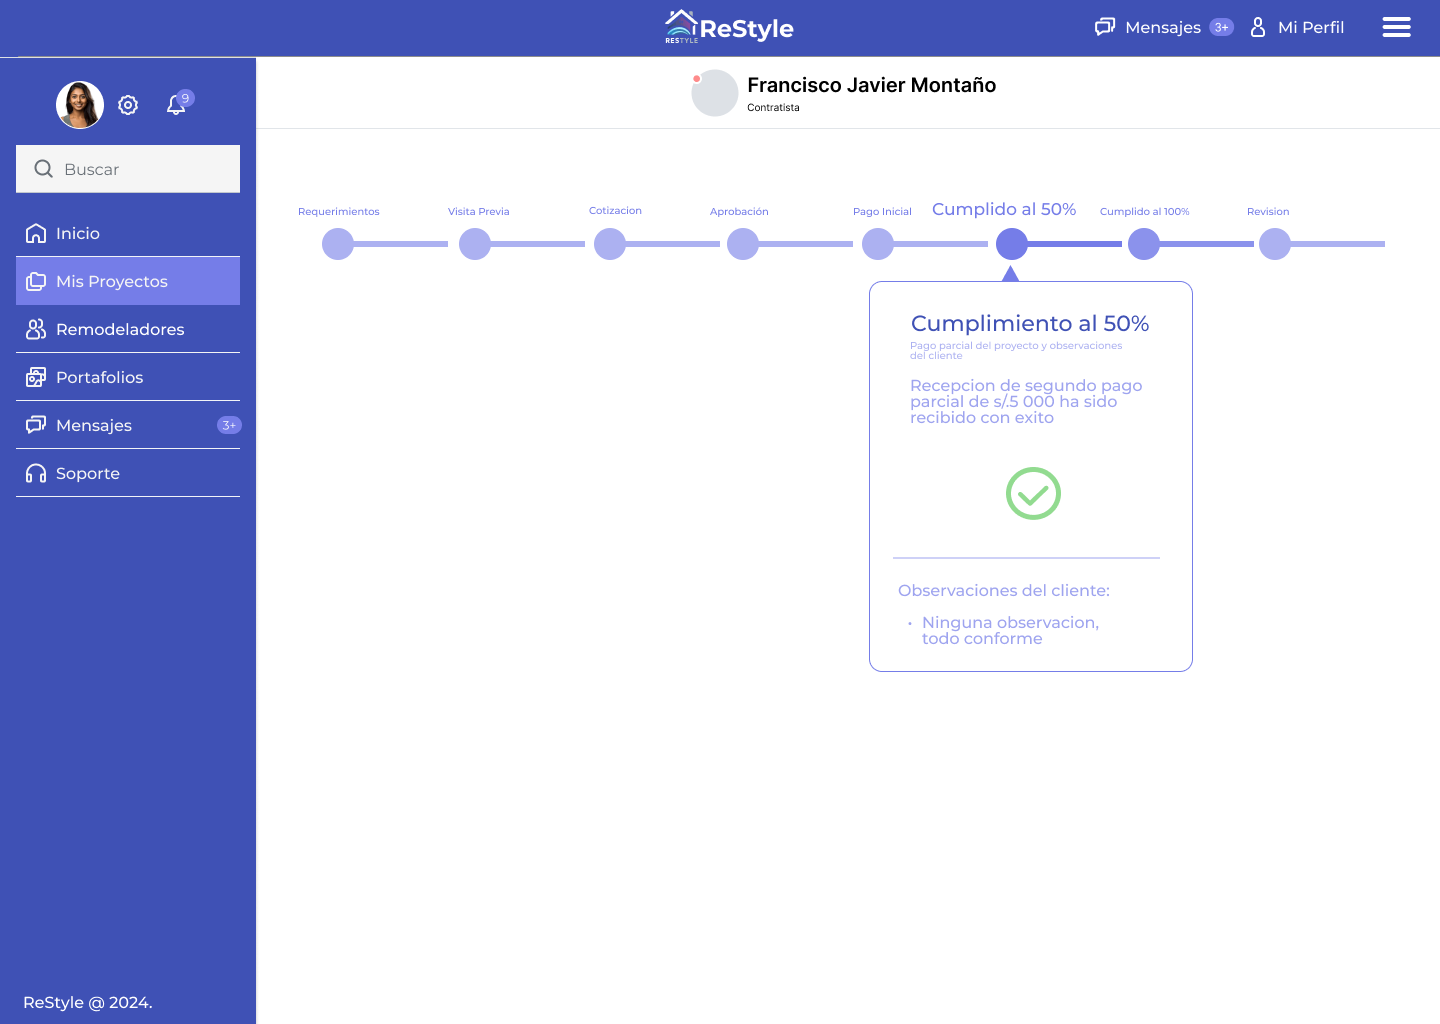 RESTYLE
ReStyle
Mensajes
3+
Mi Perfil
9
Buscar
Inicio
Mis Proyectos
Remodeladores
Portafolios
Mensajes
3+
Soporte
ReStyle @ 2024.
Francisco Javier Montaño
Contratista
Requerimientos
Visita Previa
Cotizacion
Aprobación
Pago Inicial
Cumplido al 50%
Cumplido al 100%
Revision
Cumplimiento al 50%
Pago parcial del proyecto y observaciones
del cliente
Recepcion de segundo pago
parcial de s/.5 000 ha sido
recibido con exito
Observaciones del cliente:
• Ninguna observacion,
todo conforme